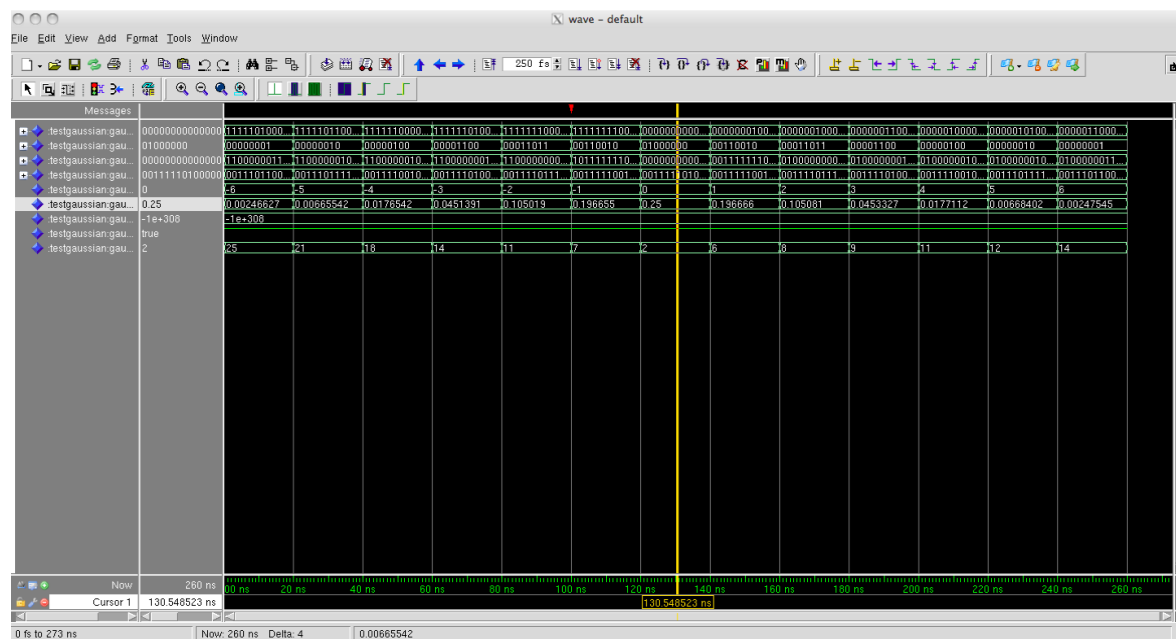 wave - default
File Edit View Add Format Tools Window
250 fs
Messages
:testgaussian:gau... 00000000000000 1111101000... 1111101100... 1111110000... 1111110100... 1111111000... 1111111100... 0000000000... 0000000100... 0000001000... 0000001100... 0000010000... 0000010100... 0000011000...
:testgaussian:gau... 01000000 00000001 00000010 00000100 00001100 00011011 00110010 01000000 00110010 00011011 00001100 00000100 00000010 00000001
:testgaussian:gau... 00000000000000 1100000011... 1100000010... 1100000010... 1100000001... 1100000000... 1011111110... 0000000000... 0011111110... 0100000000... 0100000001... 0100000010... 0100000010... 0100000011...
:testgaussian:gau... 00111110100000 0011101100... 0011101111... 0011110010... 0011110100... 0011110111... 0011111001... 0011111010... 0011111001... 0011110111... 0011110100... 0011110010... 0011101111... 0011101100...
:testgaussian:gau... 0 -6 -5 -4 -3 -2 -1 0 1 2 3 4 5 6
:testgaussian:gau... 0.25 0.00246627 0.00665542 0.0176542 0.0451391 0.105019 0.196655 0.25 0.196666 0.105081 0.0453327 0.0177112 0.00668402 0.00247545
:testgaussian:gau... -1e+308 -1e+308
:testgaussian:gau... true
:testgaussian:gau... 2 25 21 18 14 11 7 2 6 8 9 11 12 14
Now 260 ns 00 ns 20 ns 40 ns 60 ns 80 ns 100 ns 120 ns 140 ns 160 ns 180 ns 200 ns 220 ns 240 ns 260 ns
Cursor 1 130.548523 ns 130.548523 ns
0 fs to 273 ns Now: 260 ns Delta: 4 0.00665542